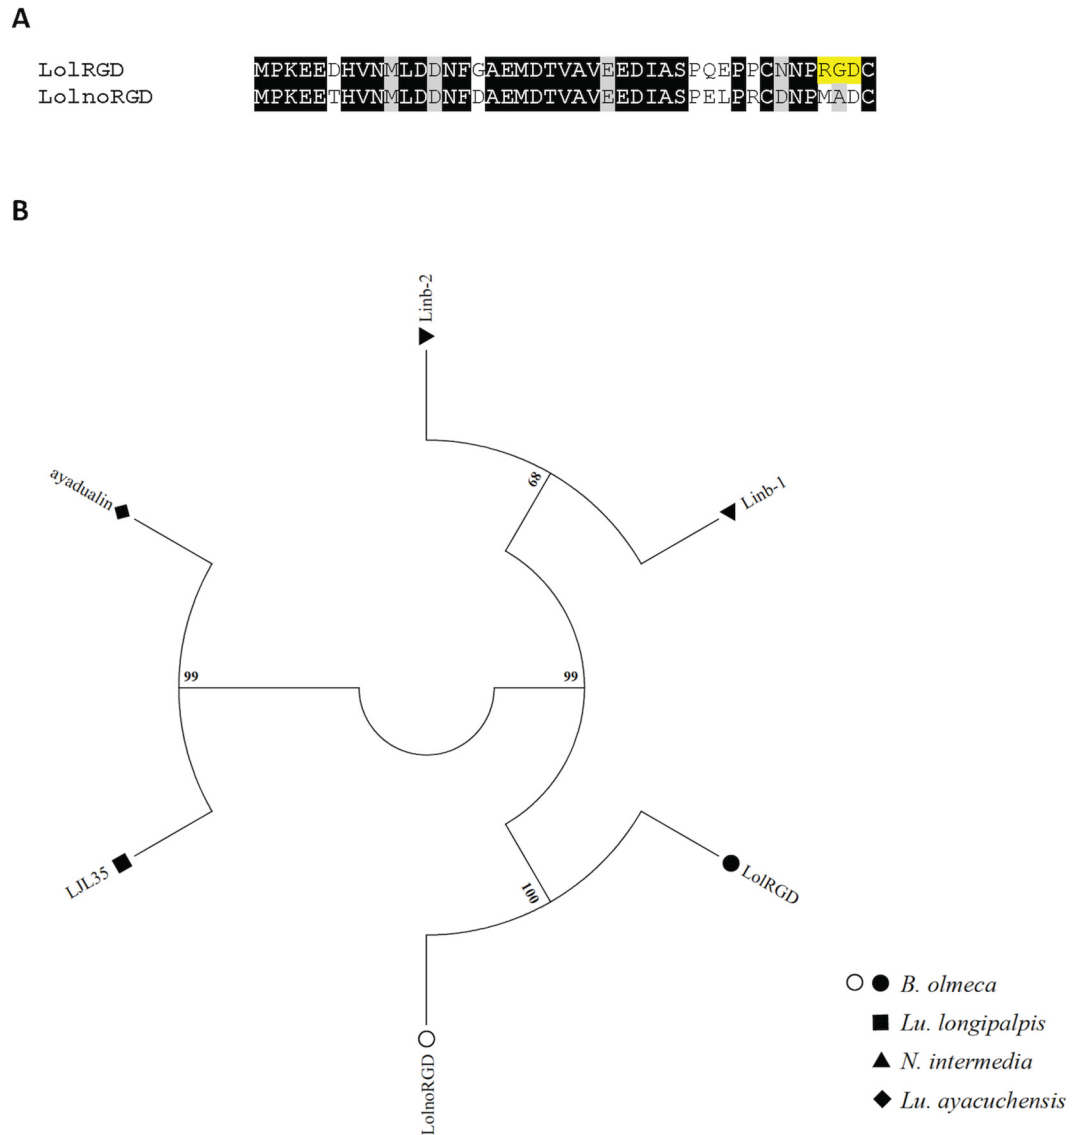 A
LolRGD MPKEEDHVNMLDDNFGAEMDTVAVEEDIASPQEPPCNNPRGDC
LolnoRGD MPKEETHVNMLDDNFDAEMDTVAVEEDIASPELPRCDNPMADC
B
Linb-2
ayadualin
68
Linb-1
99
99
LJL35
100
LolRGD
LolnoRGD
B. olmeca
Lu. longipalpis
N. intermedia
Lu. ayacuchensis